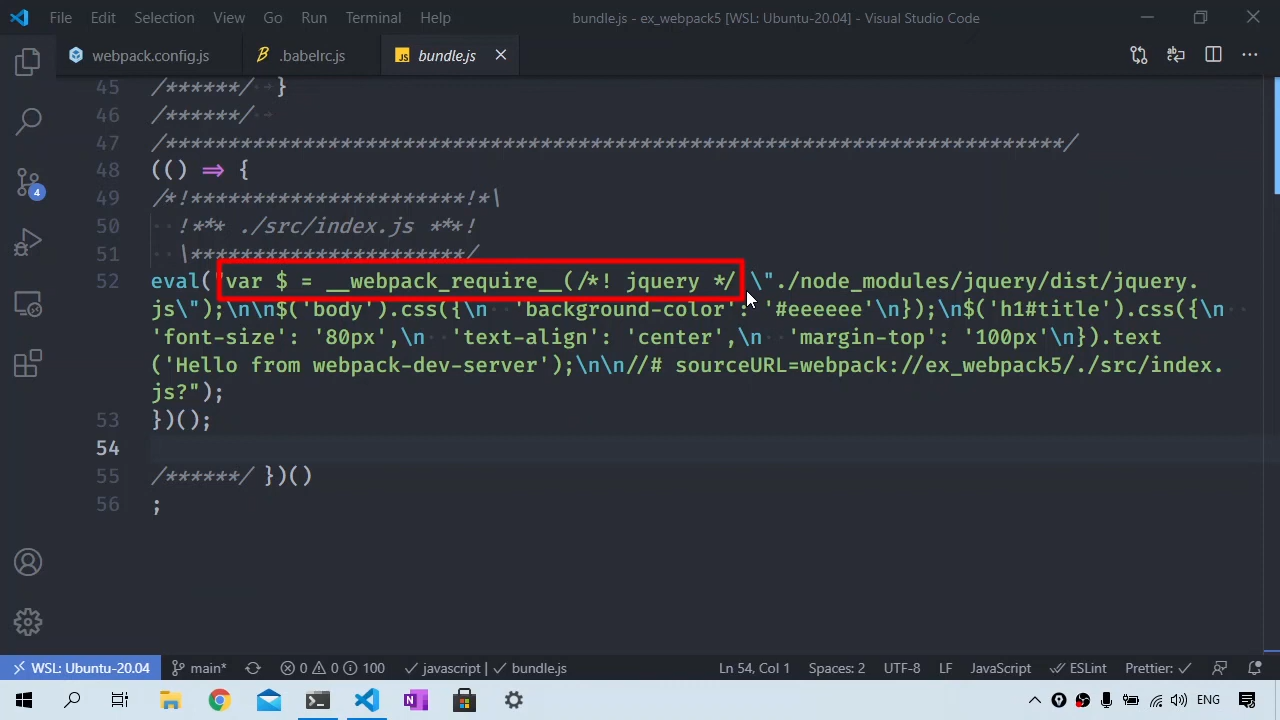 File Edit Selection View Go Run Terminal Help bundle.js - ex_webpack5 [WSL: Ubuntu-20.04] - Visual Studio Code
webpack.config.js .babelrc.js JS bundle.js
45 /******/ }
46 /******/
47 /************************************************************************/
48 (() => {
49 /*!**********************!*\
50 !*** ./src/index.js ***!
51 \**********************/
52 eval("var $ = __webpack_require__(/*! jquery */ \"./node_modules/jquery/dist/jquery.
js\");\n\n$('body').css({\n 'background-color': '#eeeeee'\n});\n$('h1#title').css({\n
'font-size': '80px',\n 'text-align': 'center',\n 'margin-top': '100px'\n}).text
('Hello from webpack-dev-server');\n\n//# sourceURL=webpack://ex_webpack5/./src/index.
js?");
53 })();
54
55 /******/ })()
56 ;
4
WSL: Ubuntu-20.04 main* 0 0 100 javascript | bundle.js Ln 54, Col 1 Spaces: 2 UTF-8 LF JavaScript ESLint Prettier:
ENG